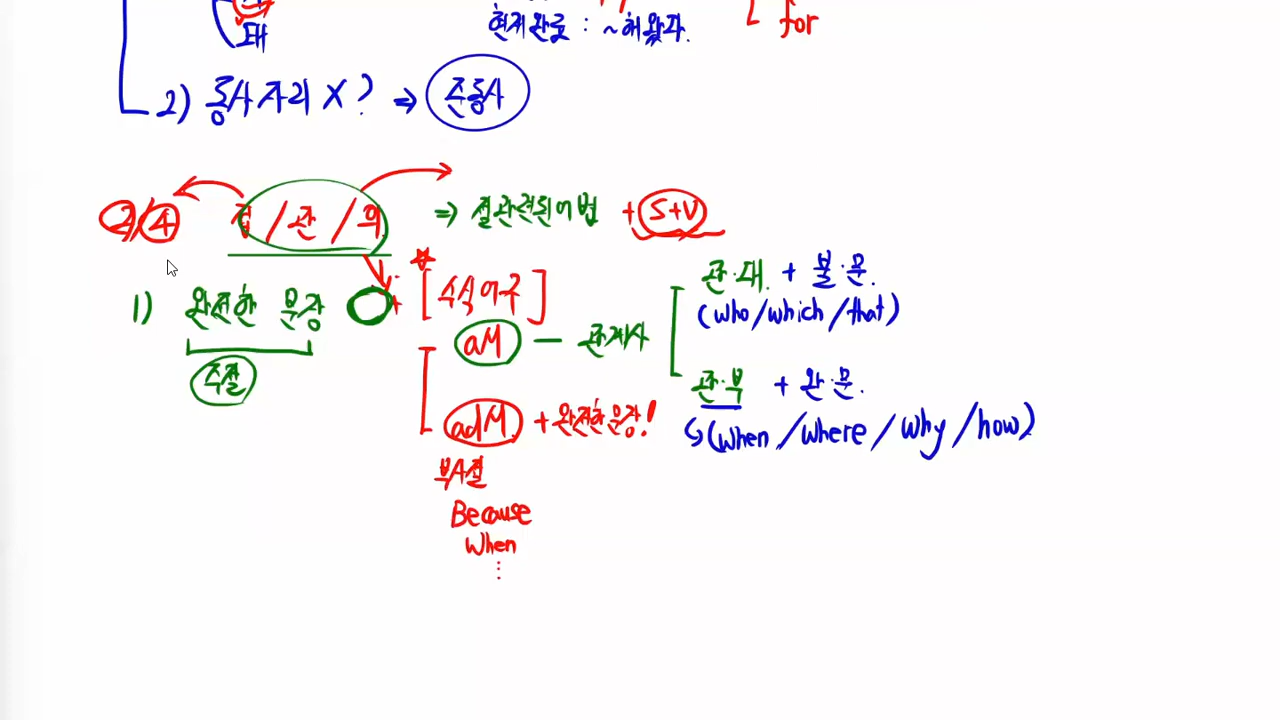 태
현재완료 : ~해왔다.
for
2) 동사자리 X? ⇒ 준동사
2/4 접/관/의 ⇒ 절관련된어법 + S+V
1) 완전한 문장 + [수식어구]
주절
aM — 관계사
관·대. + 불·문.
(who/which/that)
관·부 + 완·문.
(when/where/why/how)
adM + 완전한문장!
부사절
Because
When
⋮